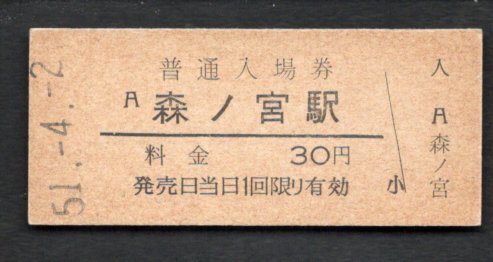 51.-4.-2
普通入場券
A 森ノ宮駅
料金 30円
発売日当日1回限り有効
小
入
A
森ノ宮